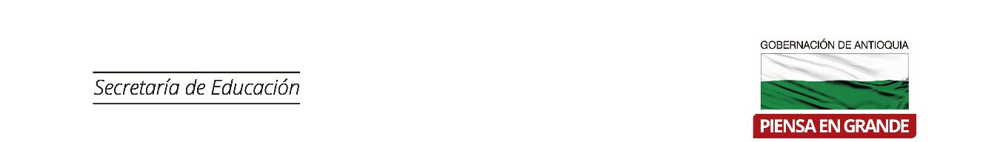 Secretaría de Educación
GOBERNACIÓN DE ANTIOQUIA
PIENSA EN GRANDE